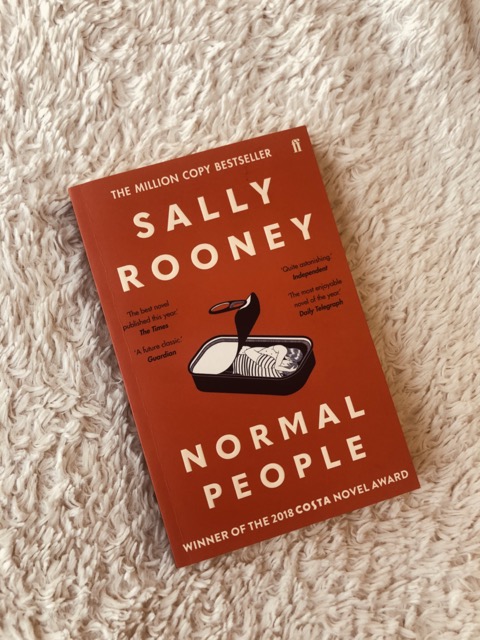 THE MILLION COPY BESTSELLER
ff
SALLY
ROONEY
'The best novel
published this year.'
The Times
'A future classic.'
Guardian
'Quite astonishing.'
Independent
'The most enjoyable
novel of the year.'
Daily Telegraph
NORMAL
PEOPLE
WINNER OF THE 2018 COSTA NOVEL AWARD